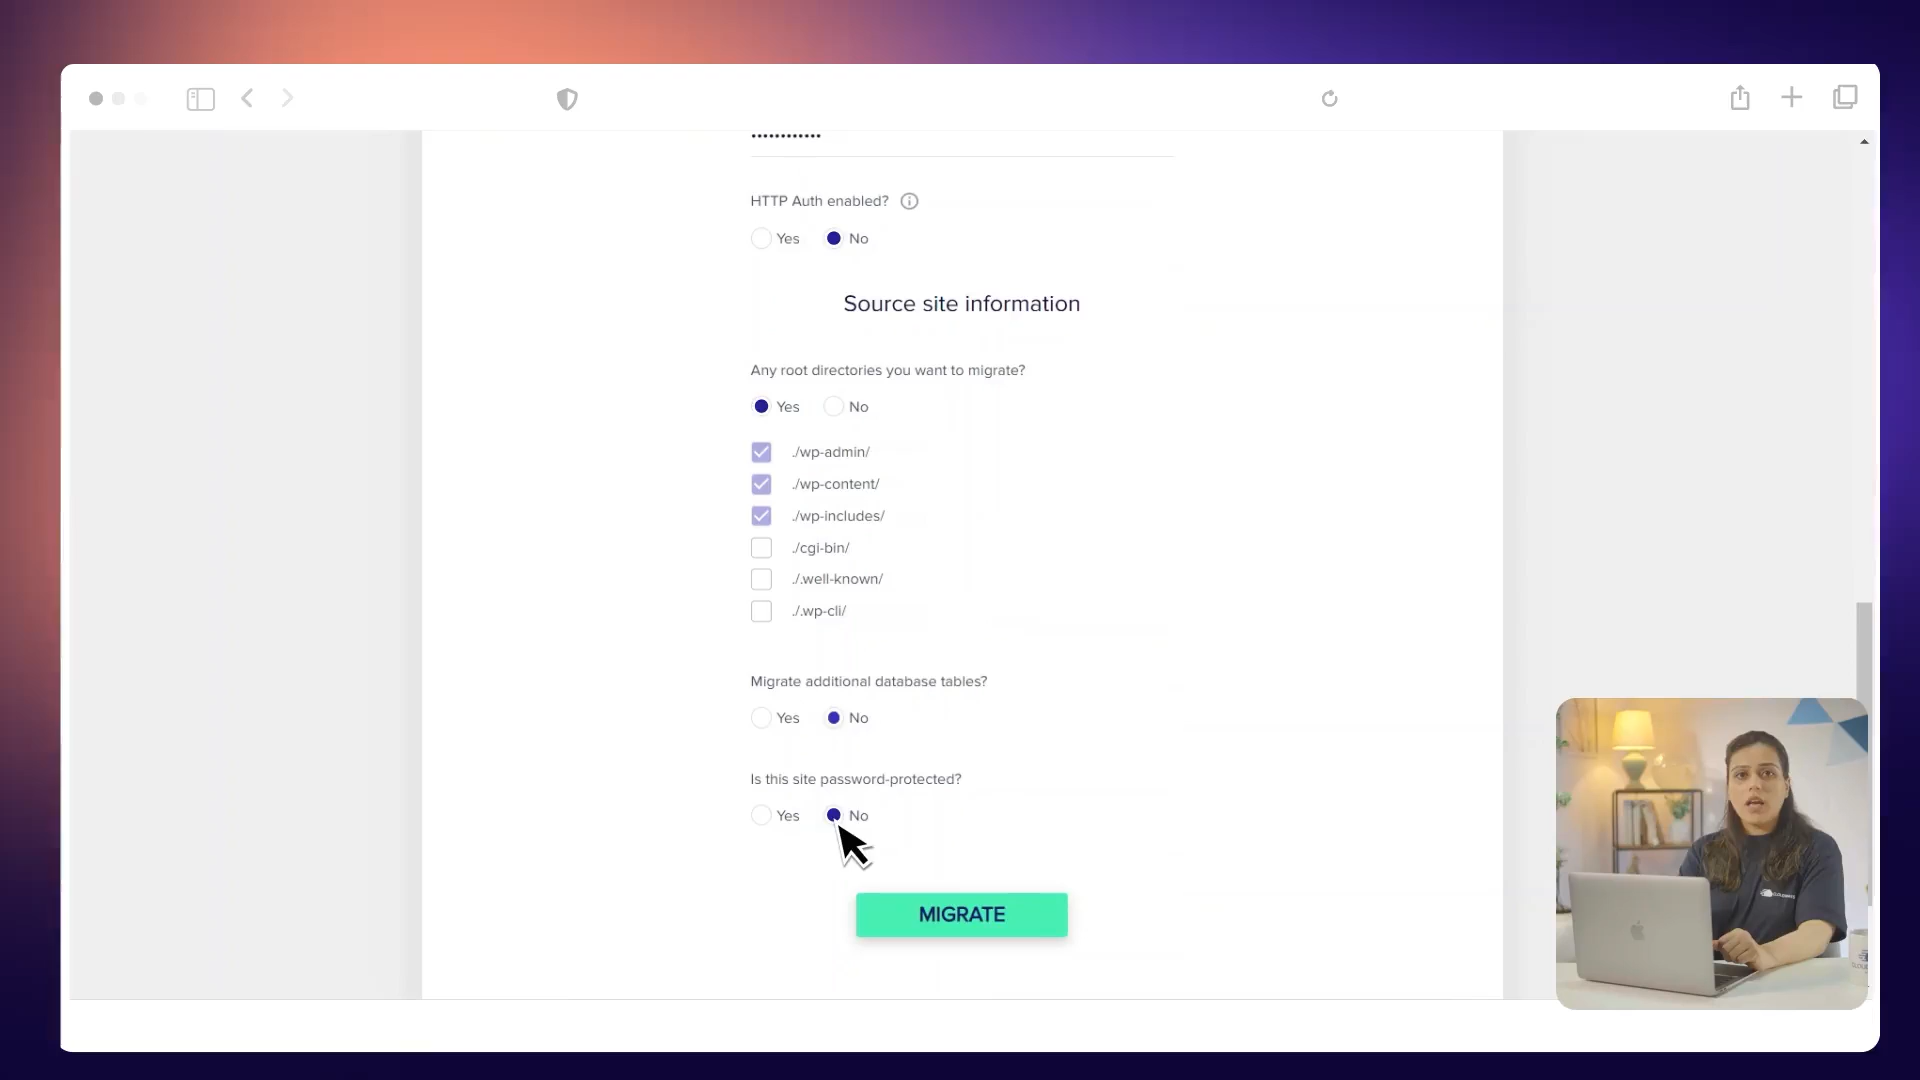 HTTP Auth enabled?
Yes No
Source site information
Any root directories you want to migrate?
Yes No
./wp-admin/
./wp-content/
./wp-includes/
./cgi-bin/
./.well-known/
./.wp-cli/
Migrate additional database tables?
Yes No
Is this site password-protected?
Yes No
MIGRATE